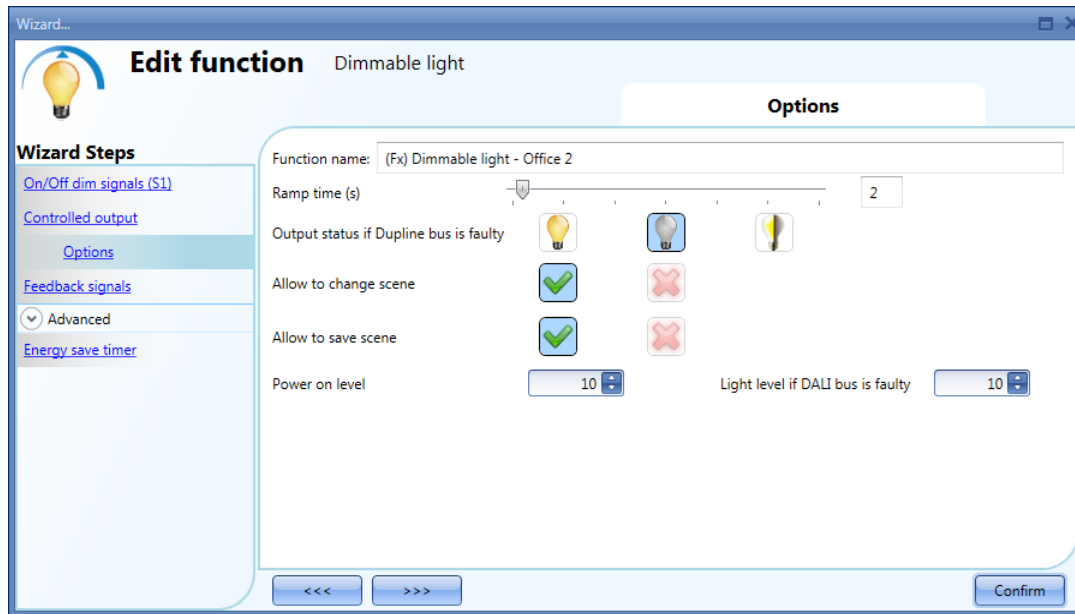 Wizard...
Edit function Dimmable light
Options
Wizard Steps
On/Off dim signals (S1)
Controlled output
Options
Feedback signals
Advanced
Energy save timer
Function name: (Fx) Dimmable light - Office 2
Ramp time (s) 2
Output status if Dupline bus is faulty
Allow to change scene
Allow to save scene
Power on level 10 Light level if DALI bus is faulty 10
<<< >>> Confirm